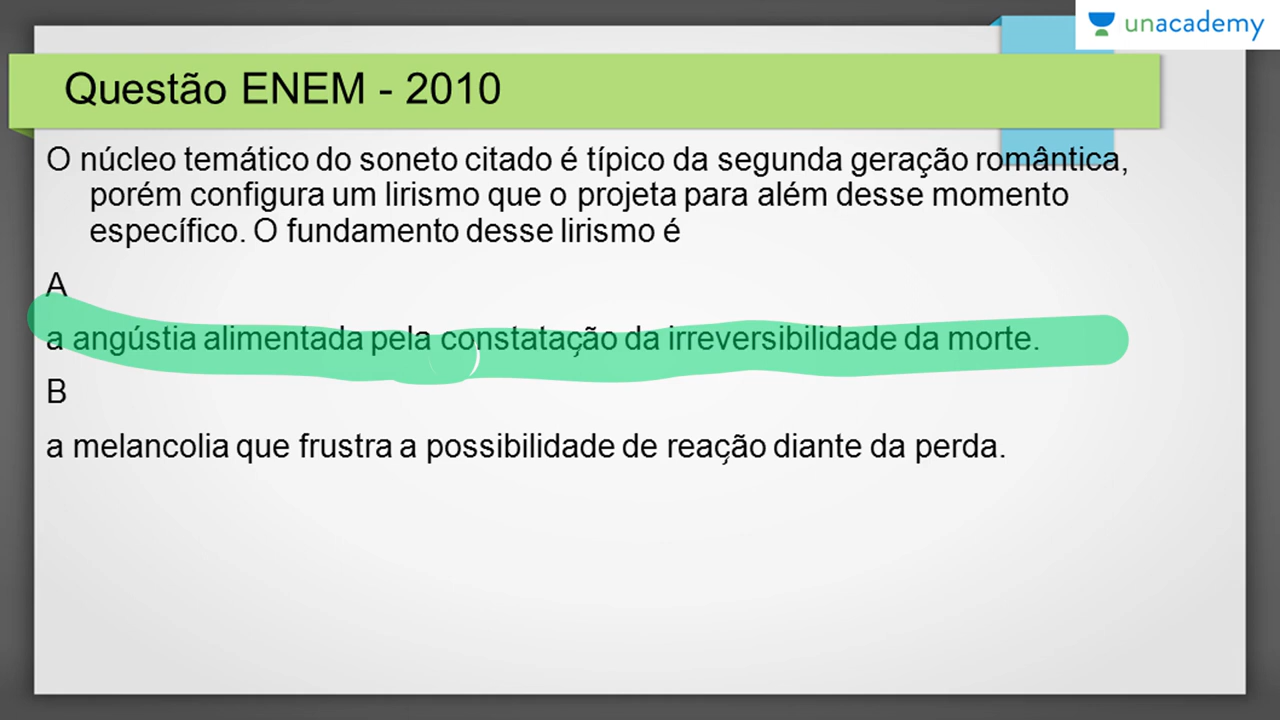 unacademy
Questão ENEM - 2010
O núcleo temático do soneto citado é típico da segunda geração romântica,
porém configura um lirismo que o projeta para além desse momento
específico. O fundamento desse lirismo é
A
a angústia alimentada pela constatação da irreversibilidade da morte.
B
a melancolia que frustra a possibilidade de reação diante da perda.